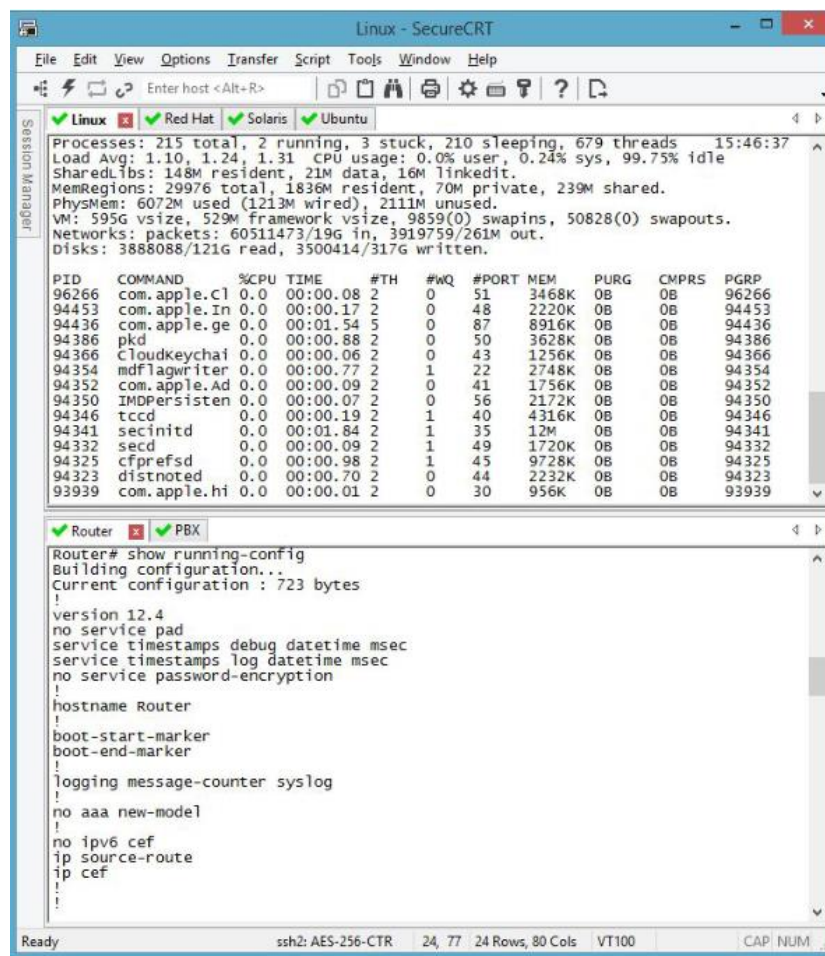 Linux - SecureCRT
File Edit View Options Transfer Script Tools Window Help
Enter host <Alt+R>
Session Manager
Linux Red Hat Solaris Ubuntu
Processes: 215 total, 2 running, 3 stuck, 210 sleeping, 679 threads 15:46:37
Load Avg: 1.10, 1.24, 1.31 CPU usage: 0.0% user, 0.24% sys, 99.75% idle
SharedLibs: 148M resident, 21M data, 16M linkedit.
MemRegions: 29976 total, 1836M resident, 70M private, 239M shared.
PhysMem: 6072M used (1213M wired), 2111M unused.
VM: 595G vsize, 529M framework vsize, 9859(0) swapins, 50828(0) swapouts.
Networks: packets: 60511473/19G in, 3919759/261M out.
Disks: 3888088/121G read, 3500414/317G written.
PID COMMAND %CPU TIME #TH #WQ #PORT MEM PURG CMPRS PGRP
96266 com.apple.Cl 0.0 00:00.08 2 0 51 3468K 0B 0B 96266
94453 com.apple.In 0.0 00:00.17 2 0 48 2220K 0B 0B 94453
94436 com.apple.ge 0.0 00:01.54 5 0 87 8916K 0B 0B 94436
94386 pkd 0.0 00:00.88 2 0 50 3628K 0B 0B 94386
94366 CloudKeychai 0.0 00:00.06 2 0 43 1256K 0B 0B 94366
94354 mdflagwriter 0.0 00:00.77 2 1 22 2748K 0B 0B 94354
94352 com.apple.Ad 0.0 00:00.09 2 0 41 1756K 0B 0B 94352
94350 IMDPersisten 0.0 00:00.07 2 0 56 2172K 0B 0B 94350
94346 tccd 0.0 00:00.19 2 1 40 4316K 0B 0B 94346
94341 secinitd 0.0 00:01.84 2 1 35 12M 0B 0B 94341
94332 secd 0.0 00:00.09 2 1 49 1720K 0B 0B 94332
94325 cfprefsd 0.0 00:00.98 2 1 45 9728K 0B 0B 94325
94323 distnoted 0.0 00:00.70 2 0 44 2232K 0B 0B 94323
93939 com.apple.hi 0.0 00:00.01 2 0 30 956K 0B 0B 93939
Router PBX
Router# show running-config
Building configuration...
Current configuration : 723 bytes
!
version 12.4
no service pad
service timestamps debug datetime msec
service timestamps log datetime msec
no service password-encryption
!
hostname Router
!
boot-start-marker
boot-end-marker
!
logging message-counter syslog
!
no aaa new-model
!
no ipv6 cef
ip source-route
ip cef
!
!
Ready ssh2: AES-256-CTR 24, 77 24 Rows, 80 Cols VT100 CAP NUM